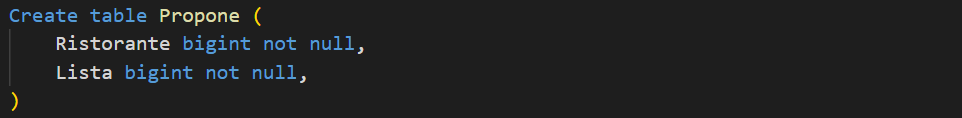 Create table Propone (
    Ristorante bigint not null,
    Lista bigint not null,
)